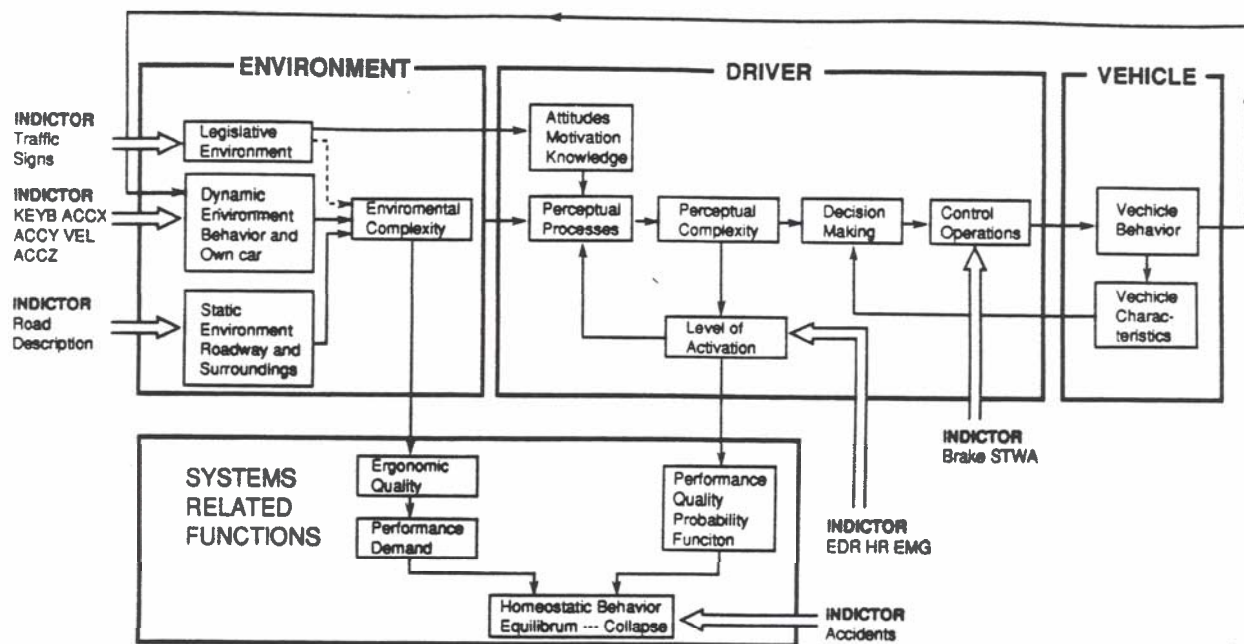 ENVIRONMENT
DRIVER
VEHICLE
INDICTOR
Traffic
Signs
Legislative
Environment
Attitudes
Motivation
Knowledge
INDICTOR
KEYB ACCX
ACCY VEL
ACCZ
Dynamic
Environment
Behavior and
Own car
Enviromental
Complexity
Perceptual
Processes
Perceptual
Complexity
Decision
Making
Control
Operations
Vechicle
Behavior
INDICTOR
Road
Description
Static
Environment
Roadway and
Surroundings
Level of
Activation
Vechicle
Charac-
teristics
INDICTOR
Brake STWA
SYSTEMS
RELATED
FUNCTIONS
Ergonomic
Quality
Performance
Demand
Performance
Quality
Probability
Funciton
INDICTOR
EDR HR EMG
Homeostatic Behavior
Equilibrum --- Collapse
INDICTOR
Accidents